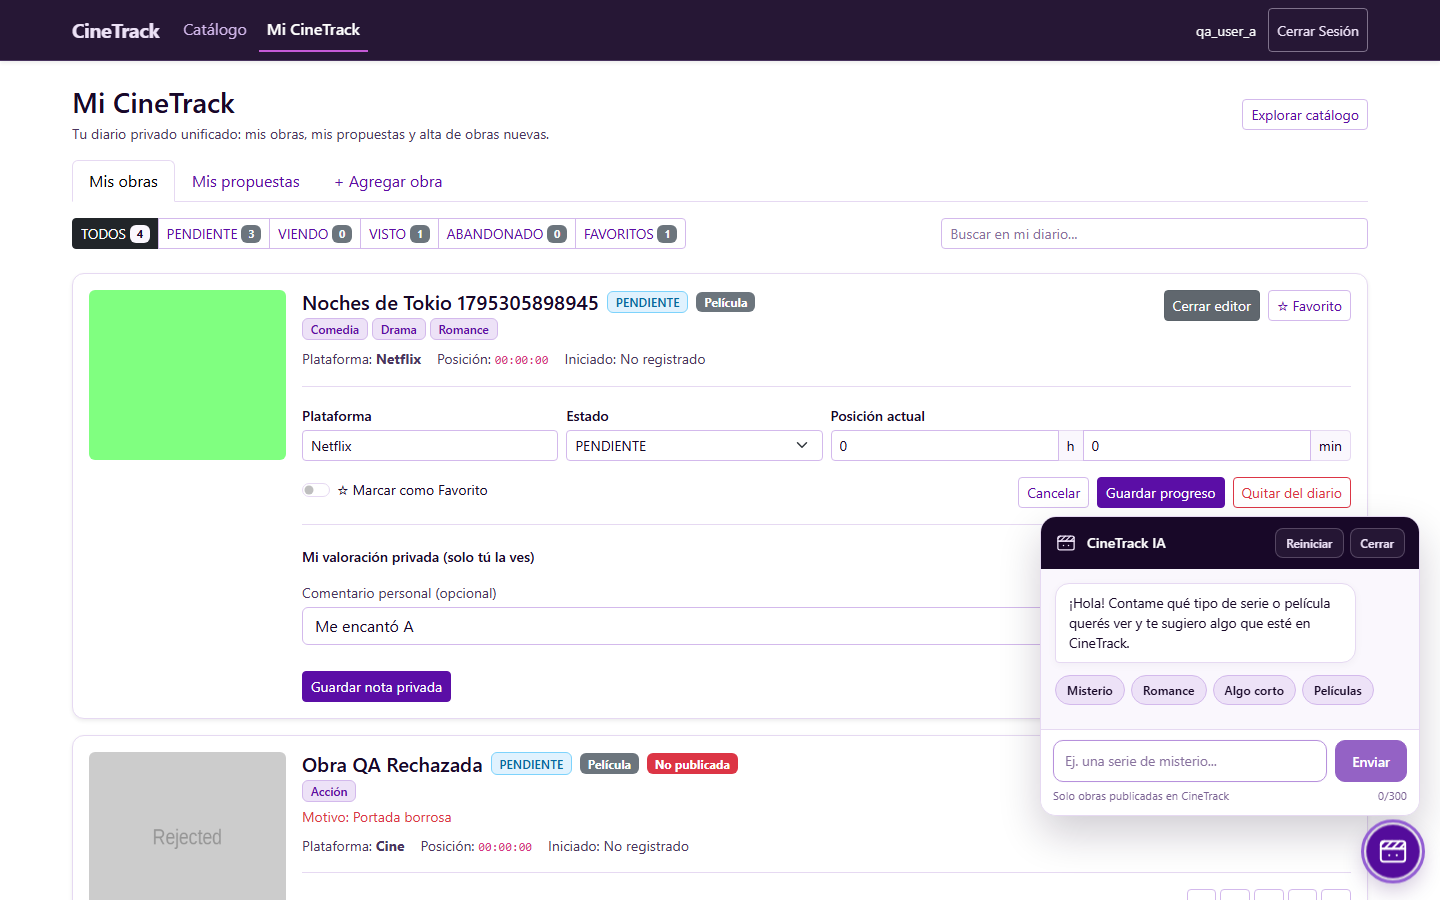 CineTrack Catálogo Mi CineTrack qa_user_a Cerrar Sesión
Mi CineTrack
Tu diario privado unificado: mis obras, mis propuestas y alta de obras nuevas.
Explorar catálogo
Mis obras Mis propuestas + Agregar obra
TODOS 4 PENDIENTE 3 VIENDO 0 VISTO 1 ABANDONADO 0 FAVORITOS 1 Buscar en mi diario...
Noches de Tokio 1795305898945 PENDIENTE Película Cerrar editor ☆ Favorito
Comedia Drama Romance
Plataforma: Netflix Posición: 00:00:00 Iniciado: No registrado
Plataforma Estado Posición actual
Netflix PENDIENTE 0 h 0 min
☆ Marcar como Favorito Cancelar Guardar progreso Quitar del diario
Mi valoración privada (solo tú la ves)
Comentario personal (opcional)
Me encantó A
Guardar nota privada
CineTrack IA Reiniciar Cerrar
¡Hola! Contame qué tipo de serie o película
querés ver y te sugiero algo que esté en
CineTrack.
Misterio Romance Algo corto Películas
Ej. una serie de misterio... Enviar
Solo obras publicadas en CineTrack 0/300
Rejected
Obra QA Rechazada PENDIENTE Película No publicada
Acción
Motivo: Portada borrosa
Plataforma: Cine Posición: 00:00:00 Iniciado: No registrado